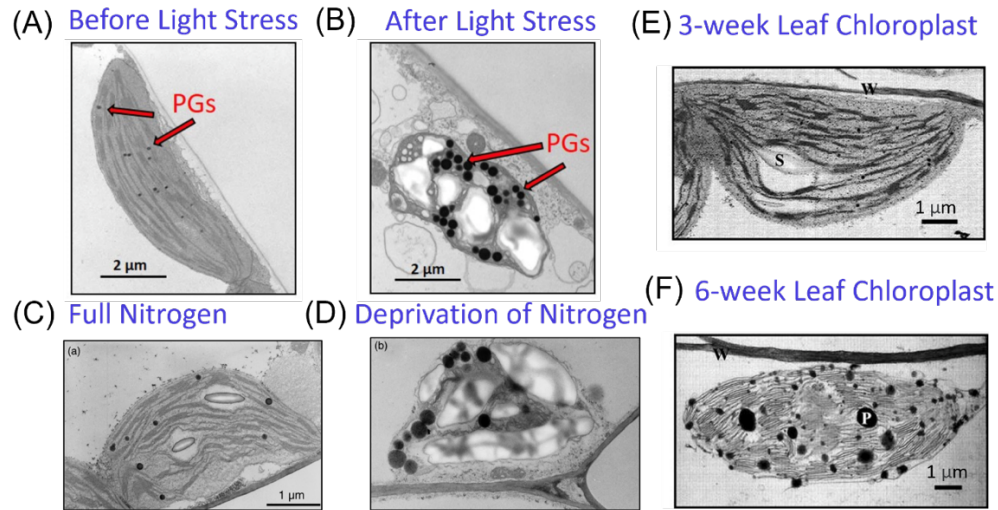 (A) Before Light Stress
PGs
2 µm
(B) After Light Stress
PGs
2 µm
(C) Full Nitrogen
(a)
1 µm
(D) Deprivation of Nitrogen
(b)
(E) 3-week Leaf Chloroplast
W
S
1 µm
(F) 6-week Leaf Chloroplast
W
P
1 µm